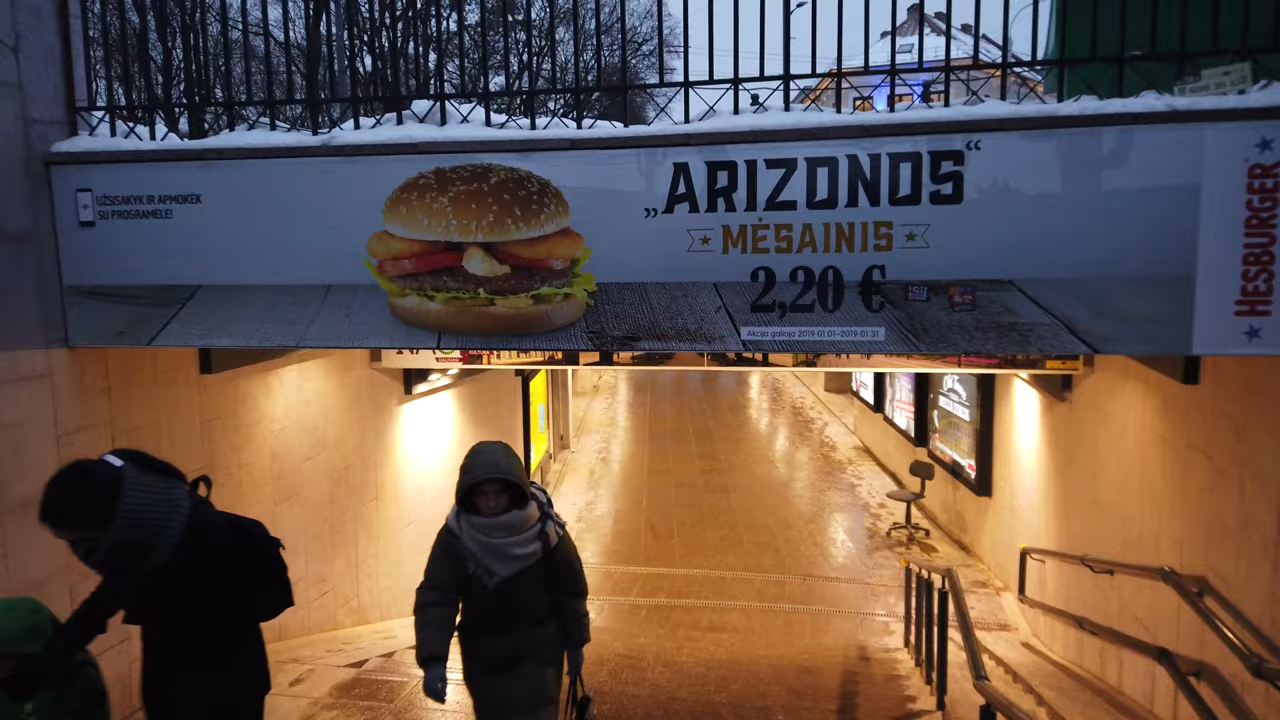 UŽSISAKYK IR APMOKĖK
SU PROGRAMĖLE!
„ARIZONOS“
MĖSAINIS
2,20 €
Akcija galioja 2019 01 01–2019 01 31
HESBURGER